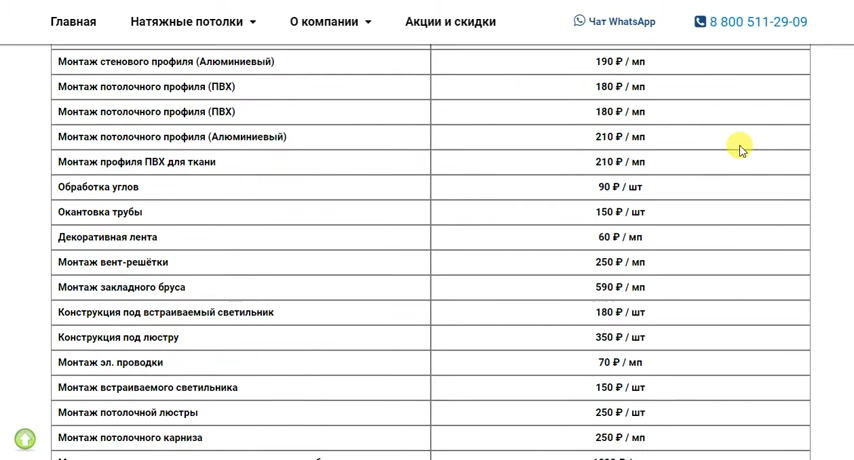 Главная Натяжные потолки О компании Акции и скидки Чат WhatsApp 8 800 511-29-09
Монтаж стенового профиля (Алюминиевый) 190 ₽ / мп
Монтаж потолочного профиля (ПВХ) 180 ₽ / мп
Монтаж потолочного профиля (ПВХ) 180 ₽ / мп
Монтаж потолочного профиля (Алюминиевый) 210 ₽ / мп
Монтаж профиля ПВХ для ткани 210 ₽ / мп
Обработка углов 90 ₽ / шт
Окантовка трубы 150 ₽ / шт
Декоративная лента 60 ₽ / мп
Монтаж вент-решётки 250 ₽ / мп
Монтаж закладного бруса 590 ₽ / мп
Конструкция под встраиваемый светильник 180 ₽ / шт
Конструкция под люстру 350 ₽ / шт
Монтаж эл. проводки 70 ₽ / мп
Монтаж встраиваемого светильника 150 ₽ / шт
Монтаж потолочной люстры 250 ₽ / шт
Монтаж потолочного карниза 250 ₽ / мп